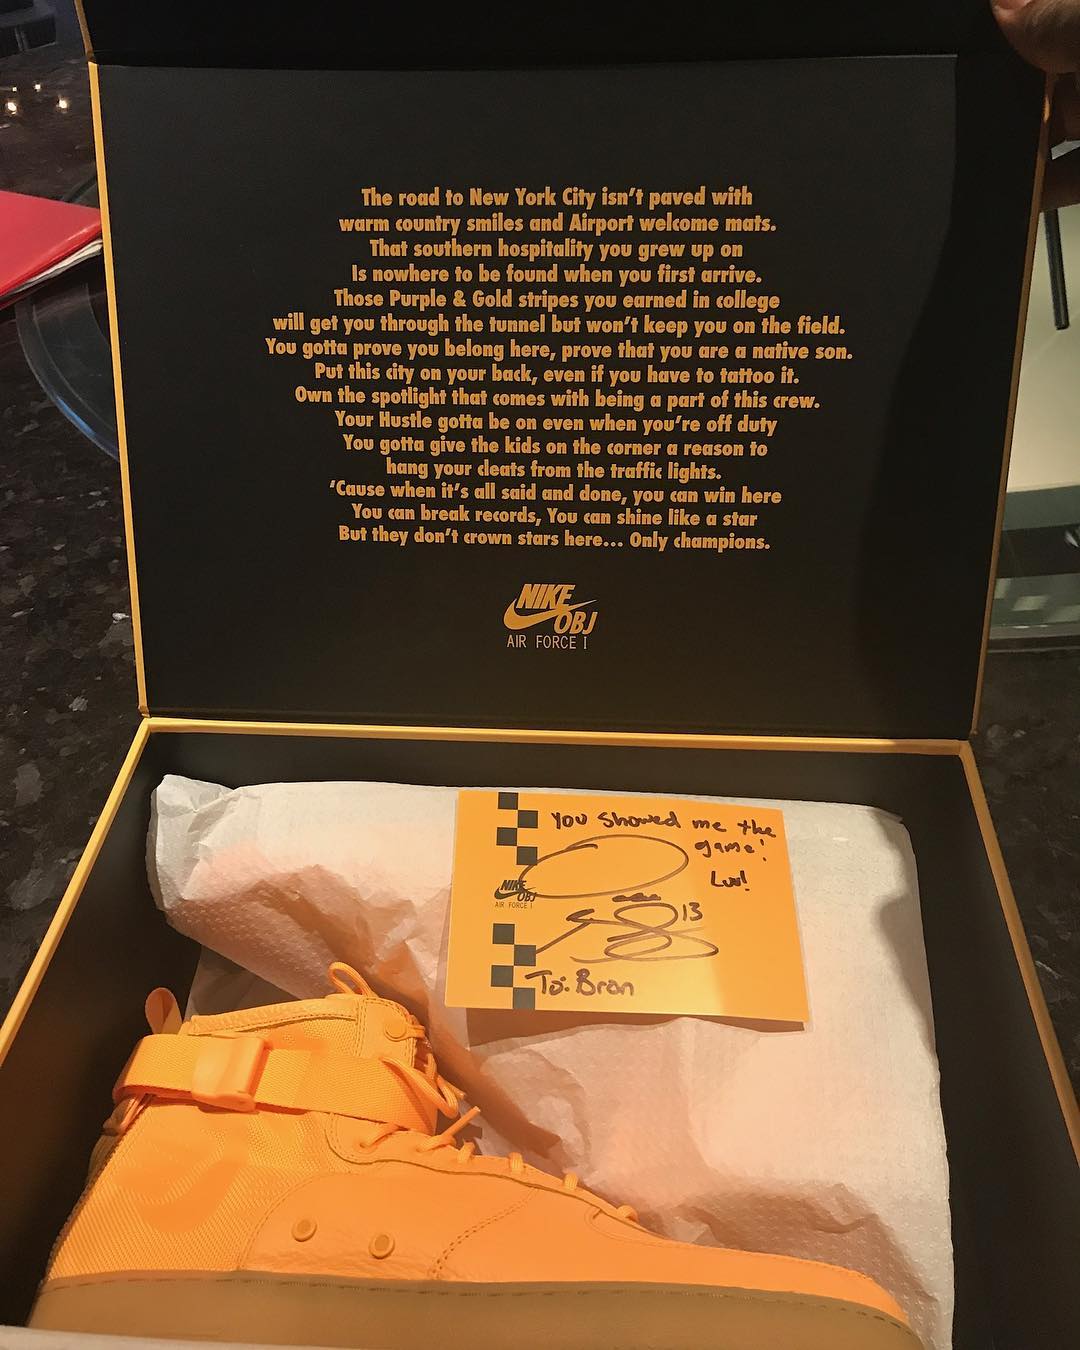 The road to New York City isn't paved with
warm country smiles and Airport welcome mats.
That southern hospitality you grew up on
Is nowhere to be found when you first arrive.
Those Purple & Gold stripes you earned in college
will get you through the tunnel but won't keep you on the field.
You gotta prove you belong here, prove that you are a native son.
Put this city on your back, even if you have to tattoo it.
Own the spotlight that comes with being a part of this crew.
Your Hustle gotta be on even when you're off duty
You gotta give the kids on the corner a reason to
hang your cleats from the traffic lights.
'Cause when it's all said and done, you can win here
You can break records, You can shine like a star
But they don't crown stars here... Only champions.
NIKE
OBJ
AIR FORCE I
You showed me the
game!
Luv!
NIKE
OBJ
AIR FORCE I
13
To: Bron